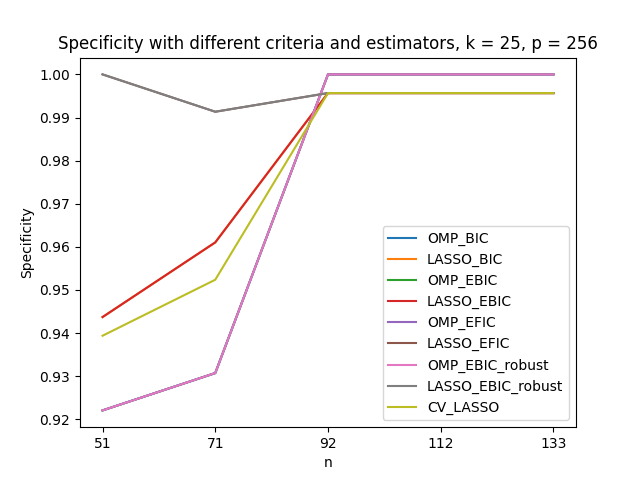 Specificity with different criteria and estimators, k = 25, p = 256
1.00
0.99
0.98
0.97
0.96
0.95
0.94
0.93
0.92
Specificity
51
71
92
112
133
n
OMP_BIC
LASSO_BIC
OMP_EBIC
LASSO_EBIC
OMP_EFIC
LASSO_EFIC
OMP_EBIC_robust
LASSO_EBIC_robust
CV_LASSO